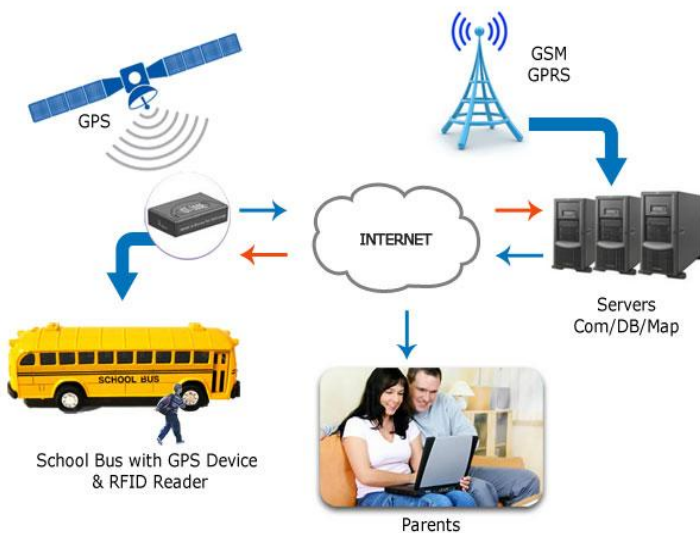 GPS
GSM
GPRS
INTERNET
Servers
Com/DB/Map
SCHOOL BUS
School Bus with GPS Device
& RFID Reader
Parents